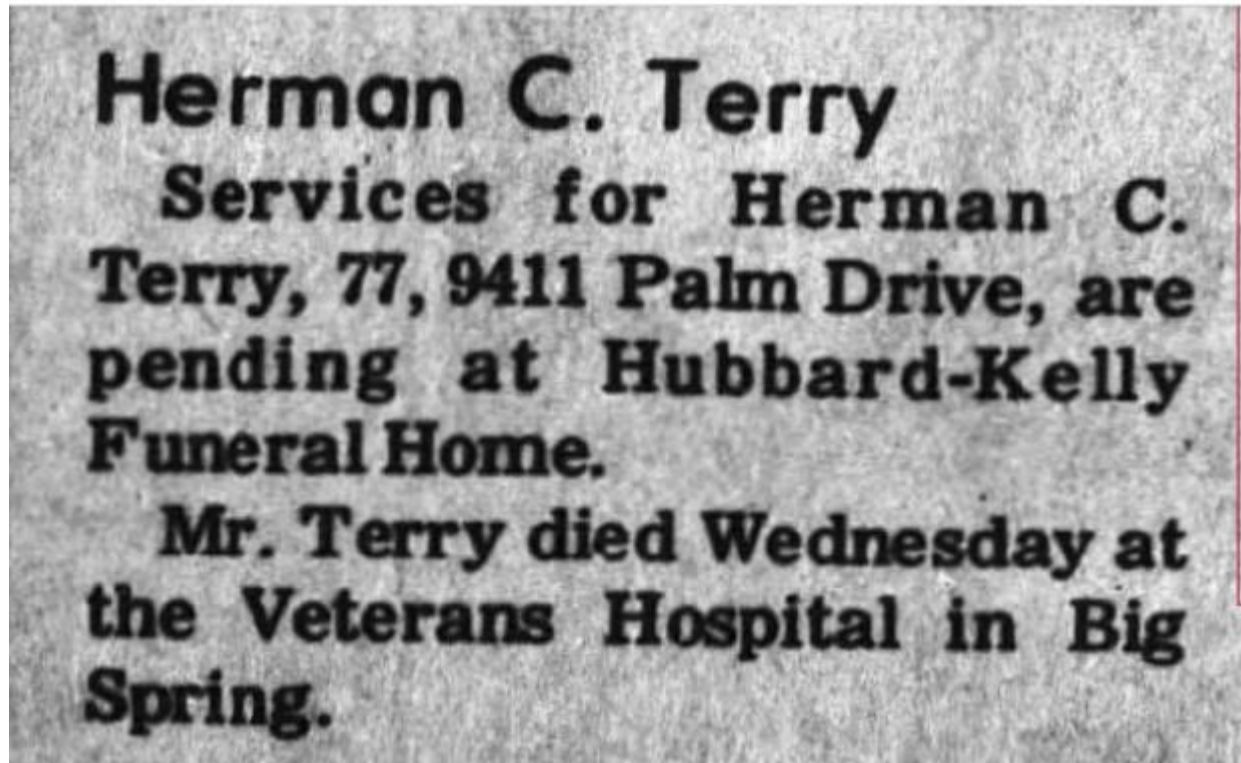 Herman C. Terry
Services for Herman C.
Terry, 77, 9411 Palm Drive, are
pending at Hubbard-Kelly
Funeral Home.
Mr. Terry died Wednesday at
the Veterans Hospital in Big
Spring.